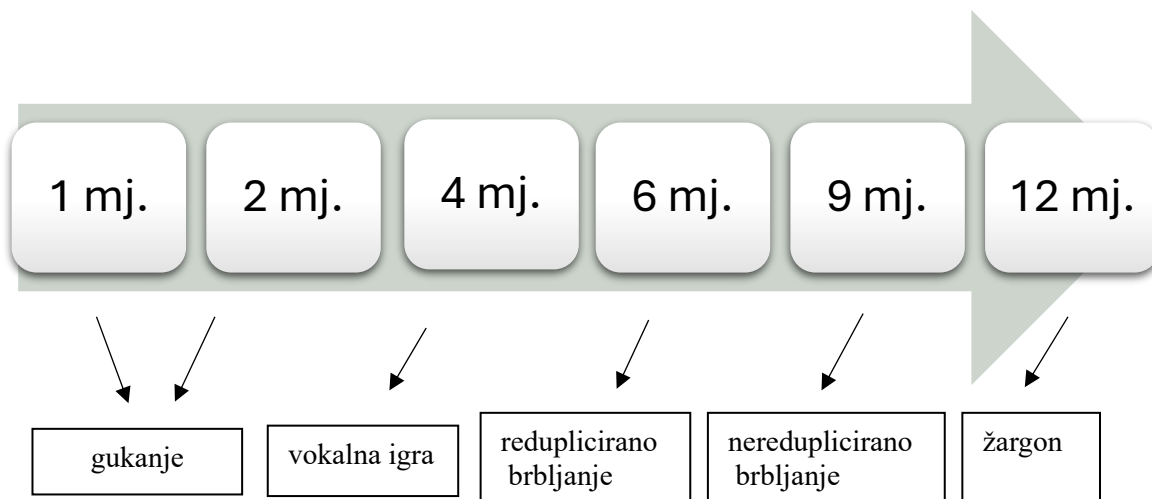 1 mj.
2 mj.
4 mj.
6 mj.
9 mj.
12 mj.
gukanje
vokalna igra
reduplicirano
brbljanje
nereduplicirano
brbljanje
žargon